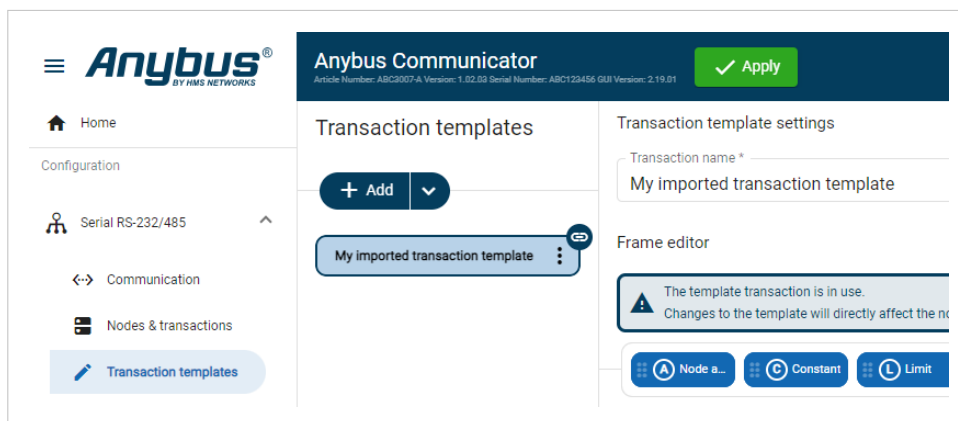 Anybus®
BY HMS NETWORKS
Anybus Communicator
Article Number: ABC3007-A Version: 1.02.03 Serial Number: ABC123456 GUI Version: 2.19.01
Apply
Home
Configuration
Serial RS-232/485
Communication
Nodes & transactions
Transaction templates
Transaction templates
+ Add
My imported transaction template
Transaction template settings
Transaction name *
My imported transaction template
Frame editor
The template transaction is in use.
Changes to the template will directly affect the no
A Node a...
C Constant
L Limit